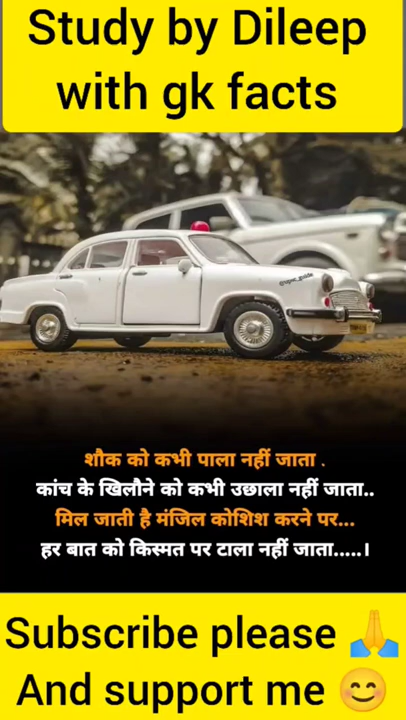 Study by Dileep
with gk facts
@upsc_guide
शौक को कभी पाला नहीं जाता .
कांच के खिलौने को कभी उछाला नहीं जाता..
मिल जाती है मंजिल कोशिश करने पर...
हर बात को किस्मत पर टाला नहीं जाता.....।
Subscribe please 🙏
And support me 😊